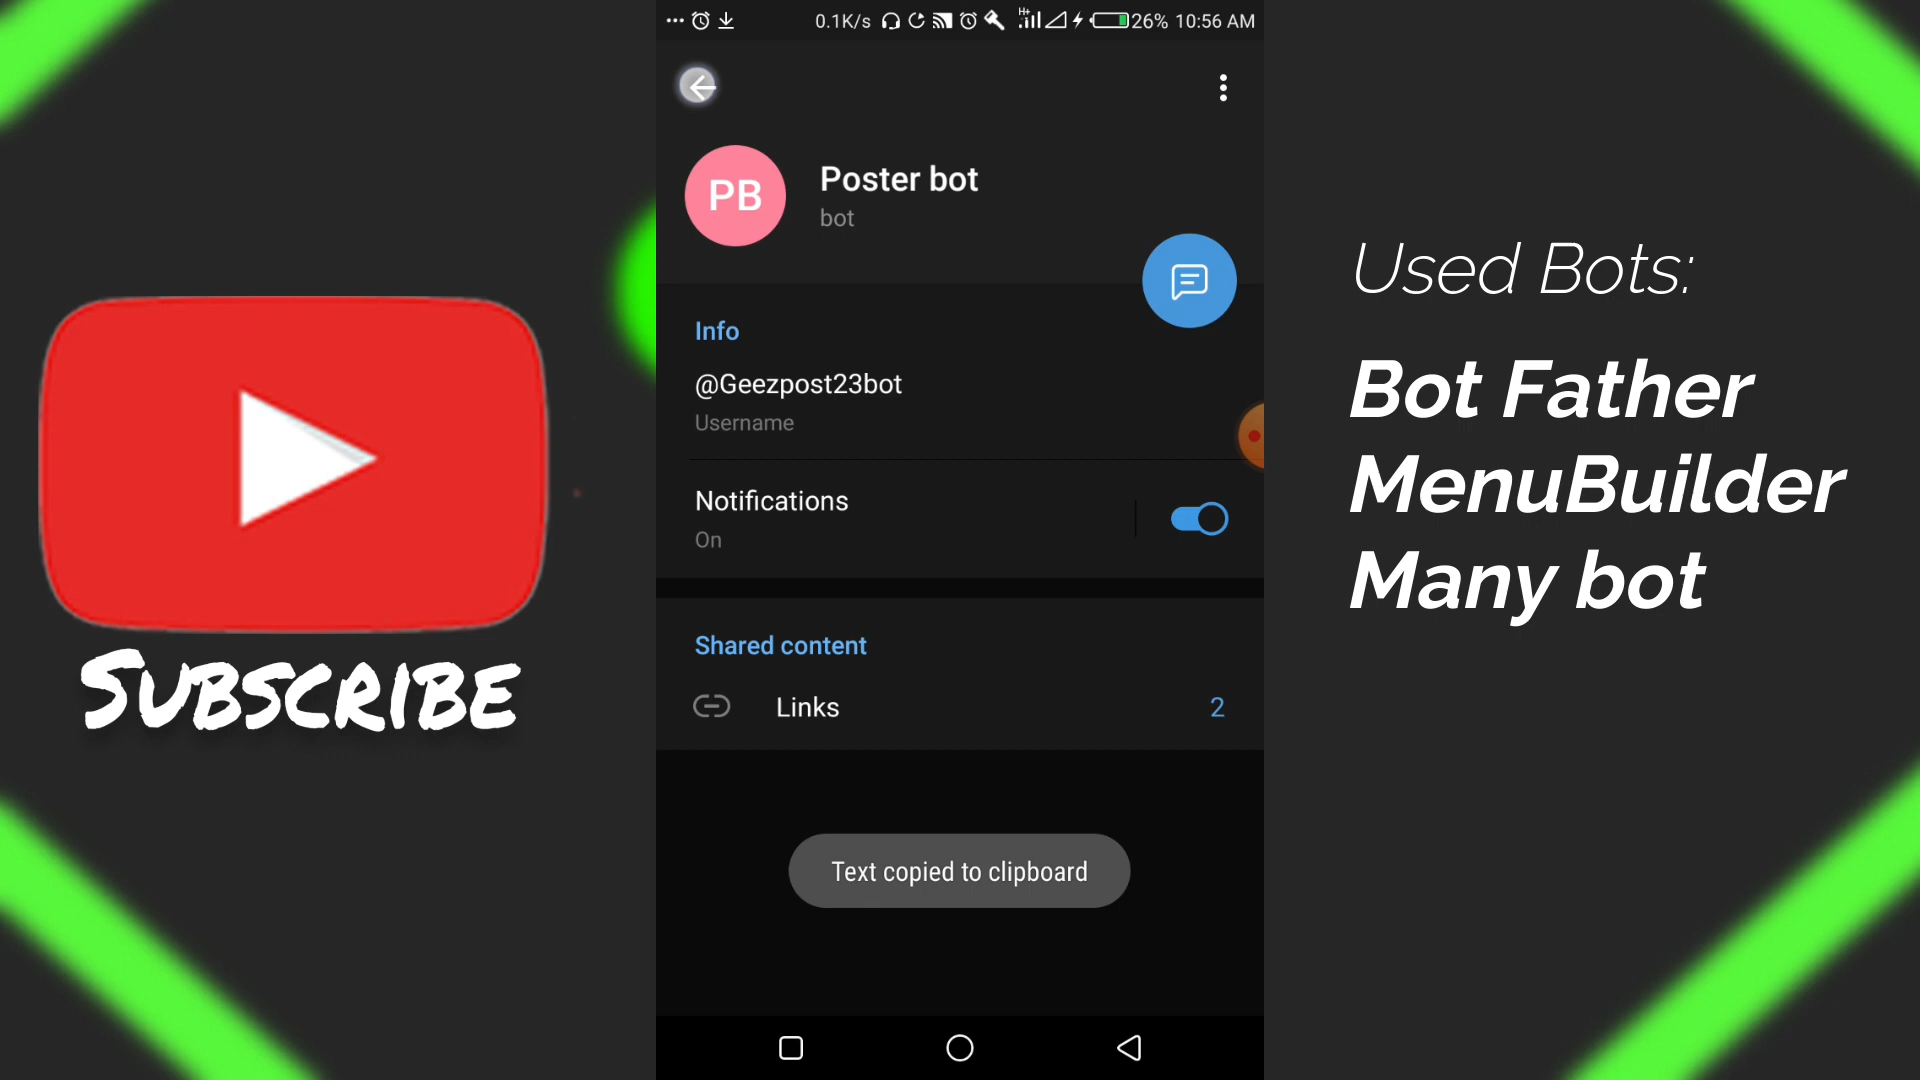 0.1K/s H+ 26% 10:56 AM
PB
Poster bot
bot
Info
@Geezpost23bot
Username
Notifications
On
Shared content
Links 2
Text copied to clipboard
SUBSCRIBE
Used Bots:
Bot Father
MenuBuilder
Many bot